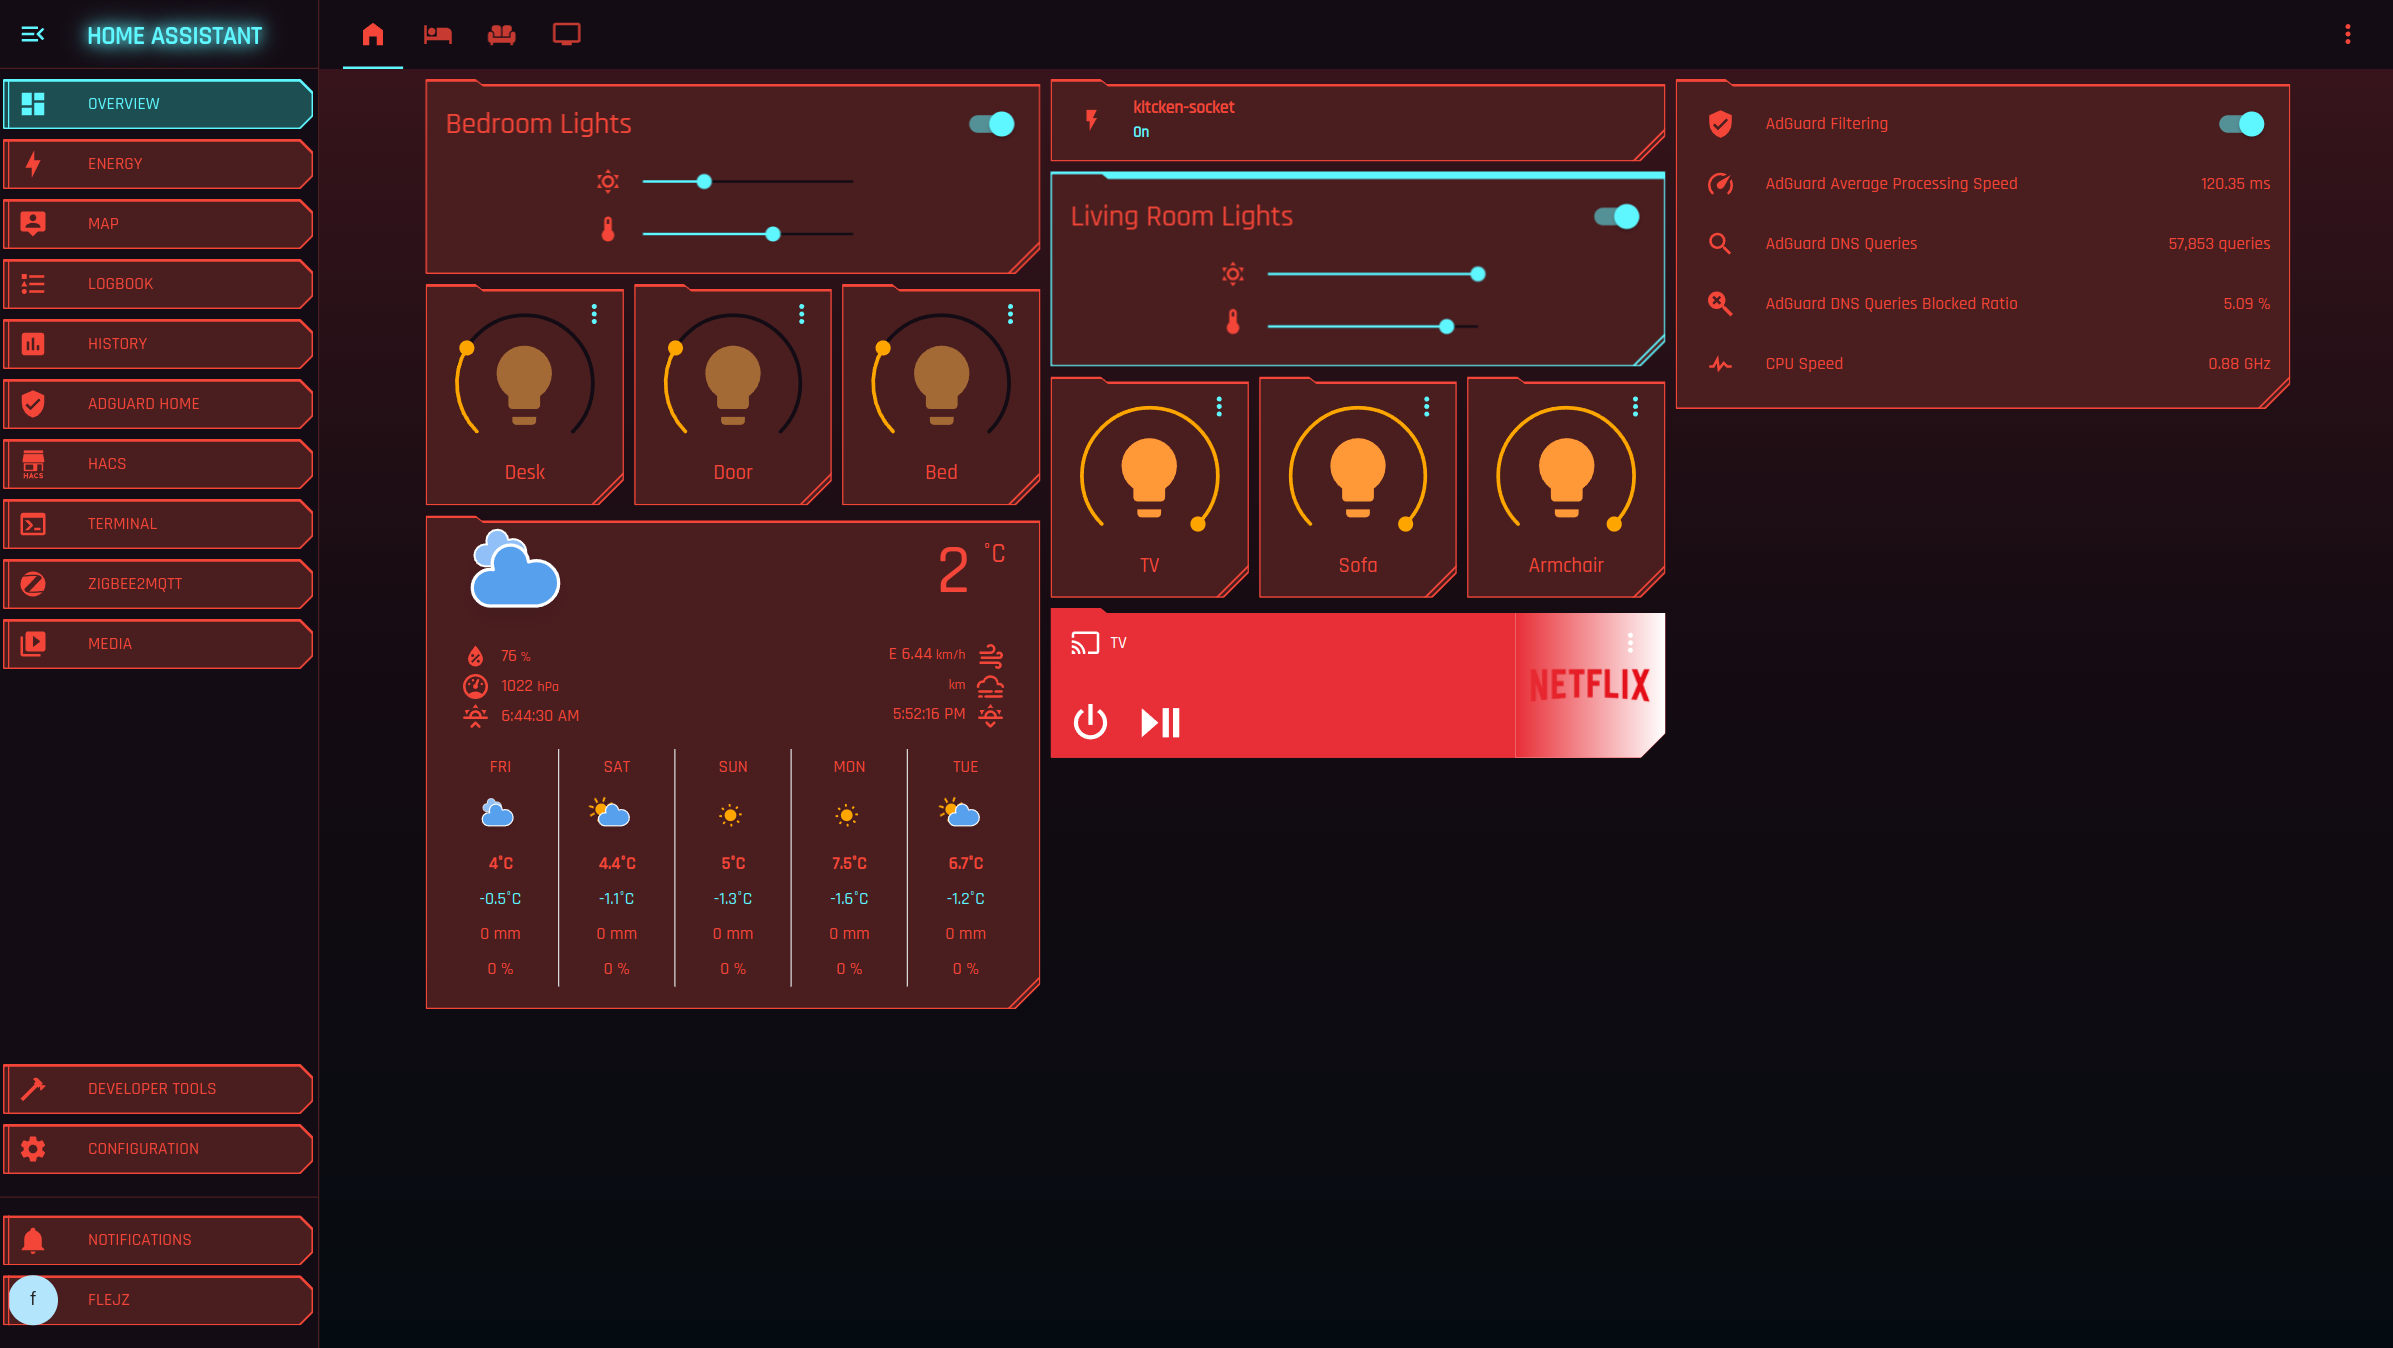 HOME ASSISTANT
OVERVIEW
ENERGY
MAP
LOGBOOK
HISTORY
ADGUARD HOME
HACS
HACS
TERMINAL
ZIGBEE2MQTT
MEDIA
DEVELOPER TOOLS
CONFIGURATION
NOTIFICATIONS
f FLEJZ
Bedroom Lights
Desk
Door
Bed
2 °C
76 %
1022 hPa
6:44:30 AM
E 6.44 km/h
km
5:52:16 PM
FRI SAT SUN MON TUE
4°C 4.4°C 5°C 7.5°C 6.7°C
-0.5°C -1.1°C -1.3°C -1.6°C -1.2°C
0 mm 0 mm 0 mm 0 mm 0 mm
0 % 0 % 0 % 0 % 0 %
kitcken-socket
On
Living Room Lights
TV
Sofa
Armchair
TV
NETFLIX
AdGuard Filtering
AdGuard Average Processing Speed 120.35 ms
AdGuard DNS Queries 57,853 queries
AdGuard DNS Queries Blocked Ratio 5.09 %
CPU Speed 0.88 GHz